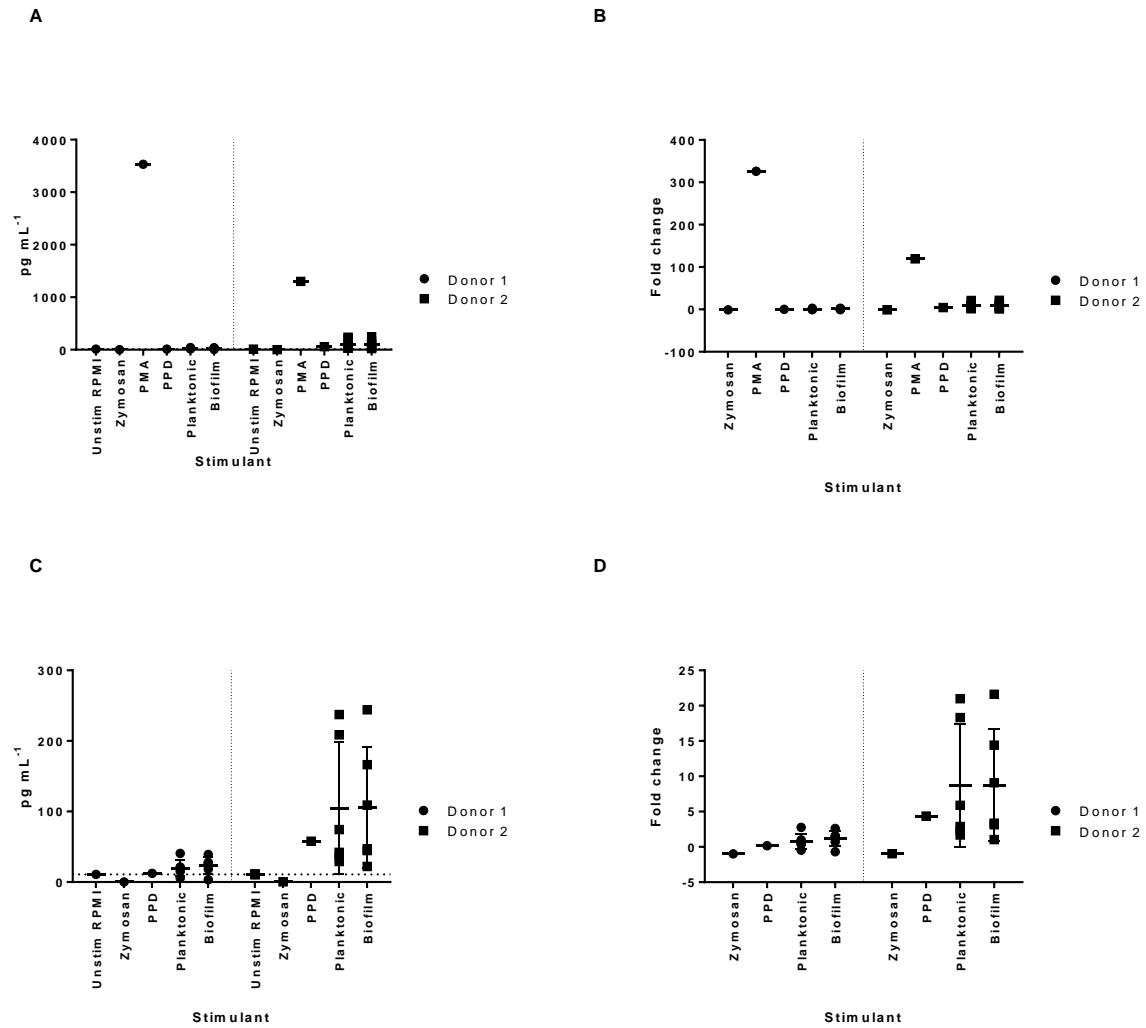 A
4000
3000
2000
1000
0
pg mL-1
Unstim RPMI
Zymosan
PMA
PPD
Planktonic
Biofilm
Unstim RPMI
Zymosan
PMA
PPD
Planktonic
Biofilm
Stimulant
Donor 1
Donor 2
B
400
300
200
100
0
-100
Fold change
Zymosan
PMA
PPD
Planktonic
Biofilm
Zymosan
PMA
PPD
Planktonic
Biofilm
Stimulant
Donor 1
Donor 2
C
300
200
100
0
pg mL-1
Unstim RPMI
Zymosan
PPD
Planktonic
Biofilm
Unstim RPMI
Zymosan
PPD
Planktonic
Biofilm
Stimulant
Donor 1
Donor 2
D
25
20
15
10
5
0
-5
Fold change
Zymosan
PPD
Planktonic
Biofilm
Zymosan
PPD
Planktonic
Biofilm
Stimulant
Donor 1
Donor 2